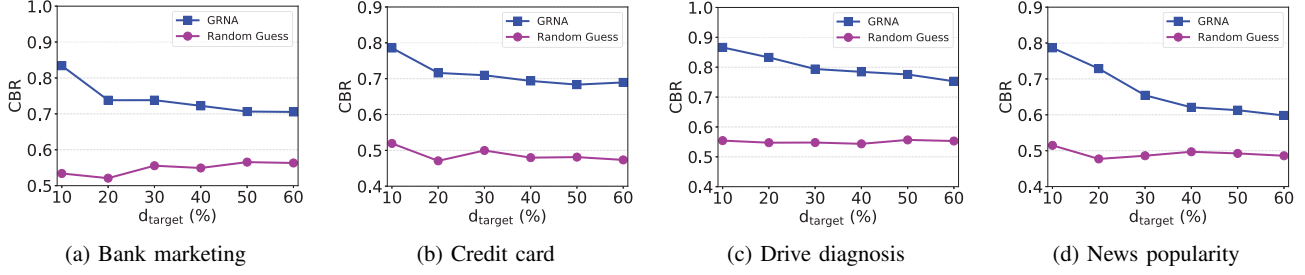 1.0
0.9
0.8
0.7
0.6
0.5
CBR
GRNA
Random Guess
10 20 30 40 50 60
d_target (%)
(a) Bank marketing
0.9
0.8
0.7
0.6
0.5
0.4
CBR
GRNA
Random Guess
10 20 30 40 50 60
d_target (%)
(b) Credit card
1.0
0.9
0.8
0.7
0.6
0.5
0.4
CBR
GRNA
Random Guess
10 20 30 40 50 60
d_target (%)
(c) Drive diagnosis
0.9
0.8
0.7
0.6
0.5
0.4
CBR
GRNA
Random Guess
10 20 30 40 50 60
d_target (%)
(d) News popularity